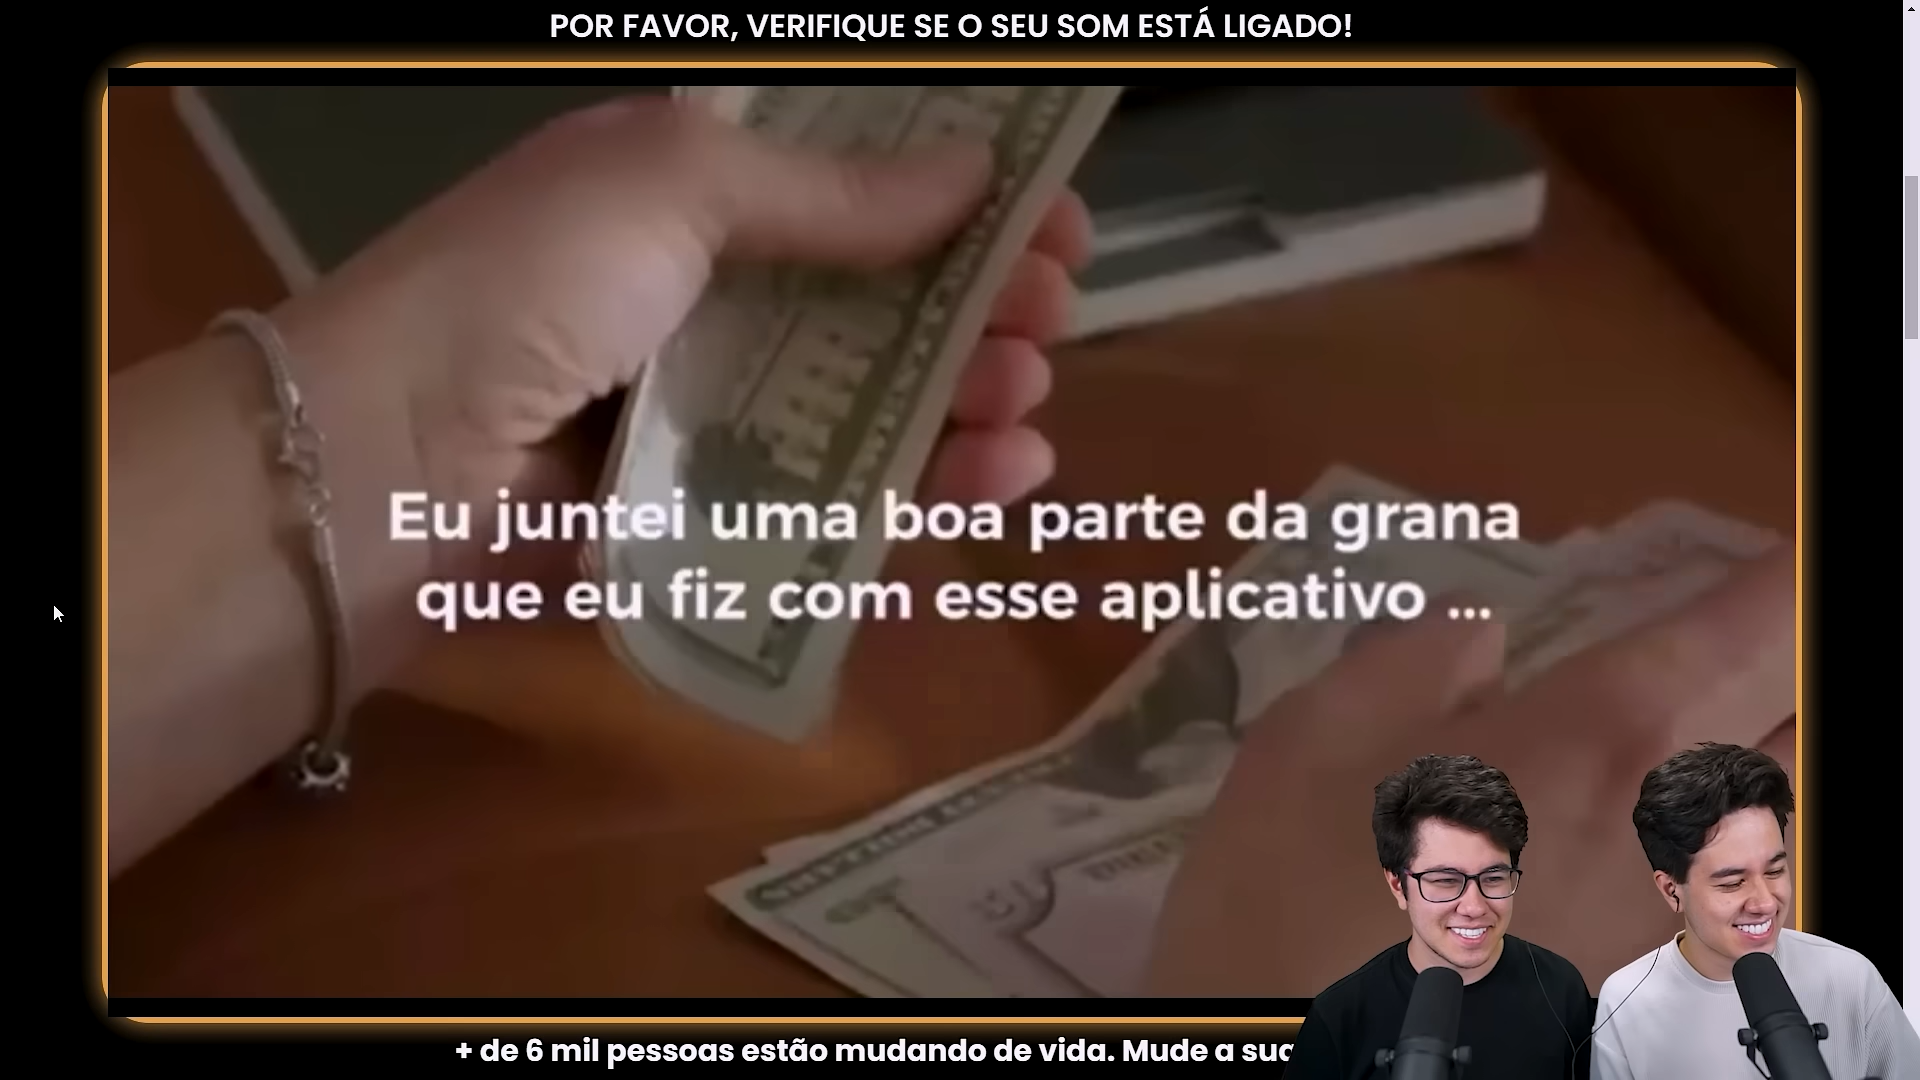 POR FAVOR, VERIFIQUE SE O SEU SOM ESTÁ LIGADO!
Eu juntei uma boa parte da grana
que eu fiz com esse aplicativo ...
+ de 6 mil pessoas estão mudando de vida. Mude a sua